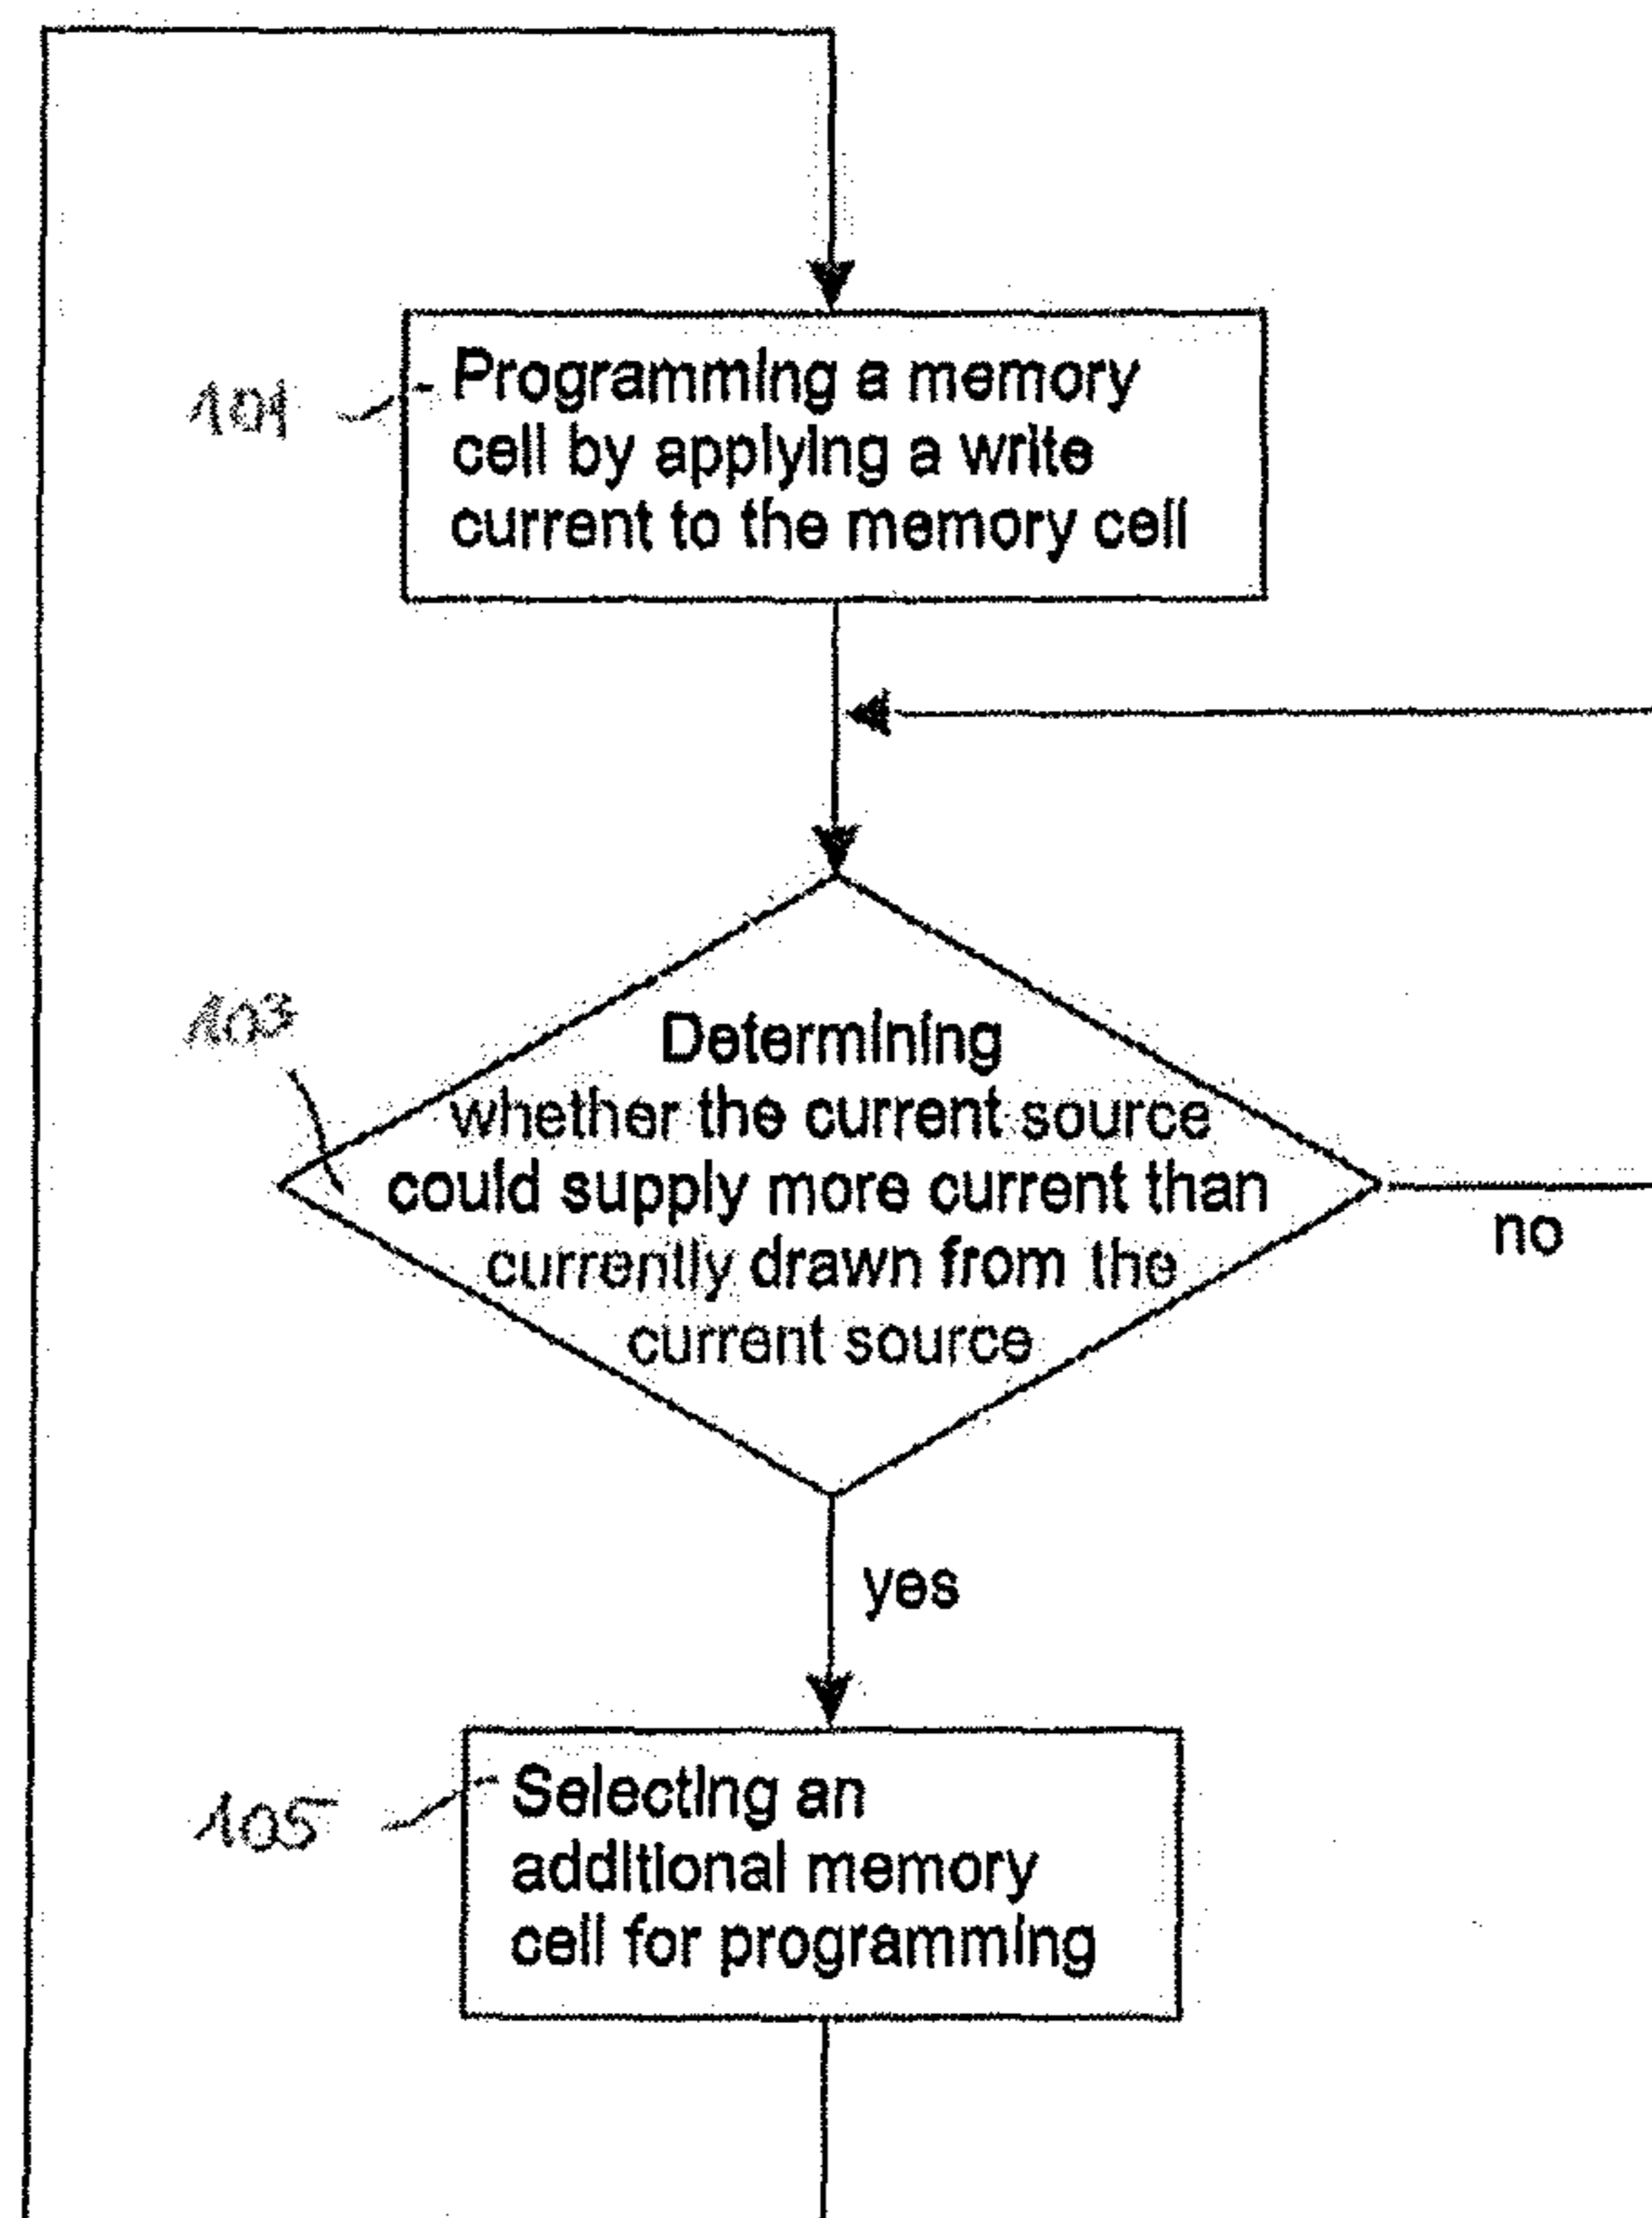 101
Programming a memory
cell by applying a write
current to the memory cell
103
Determining
whether the current source
could supply more current than
currently drawn from the
current source
no
yes
105
Selecting an
additional memory
cell for programming